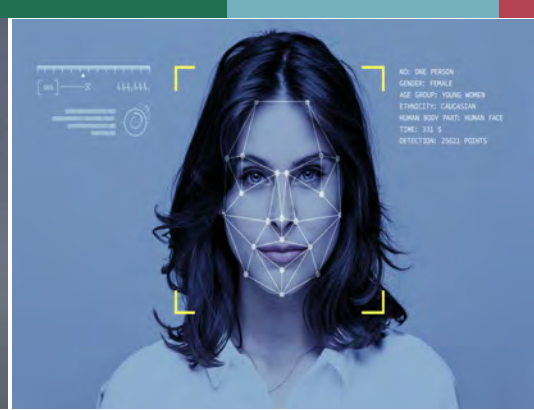 NO: ONE PERSON
GENDER: FEMALE
AGE GROUP: YOUNG WOMEN
ETHNICITY: CAUCASIAN
HUMAN BODY PART: HUMAN FACE
TIME: 331 S
DETECTION: 25621 POINTS